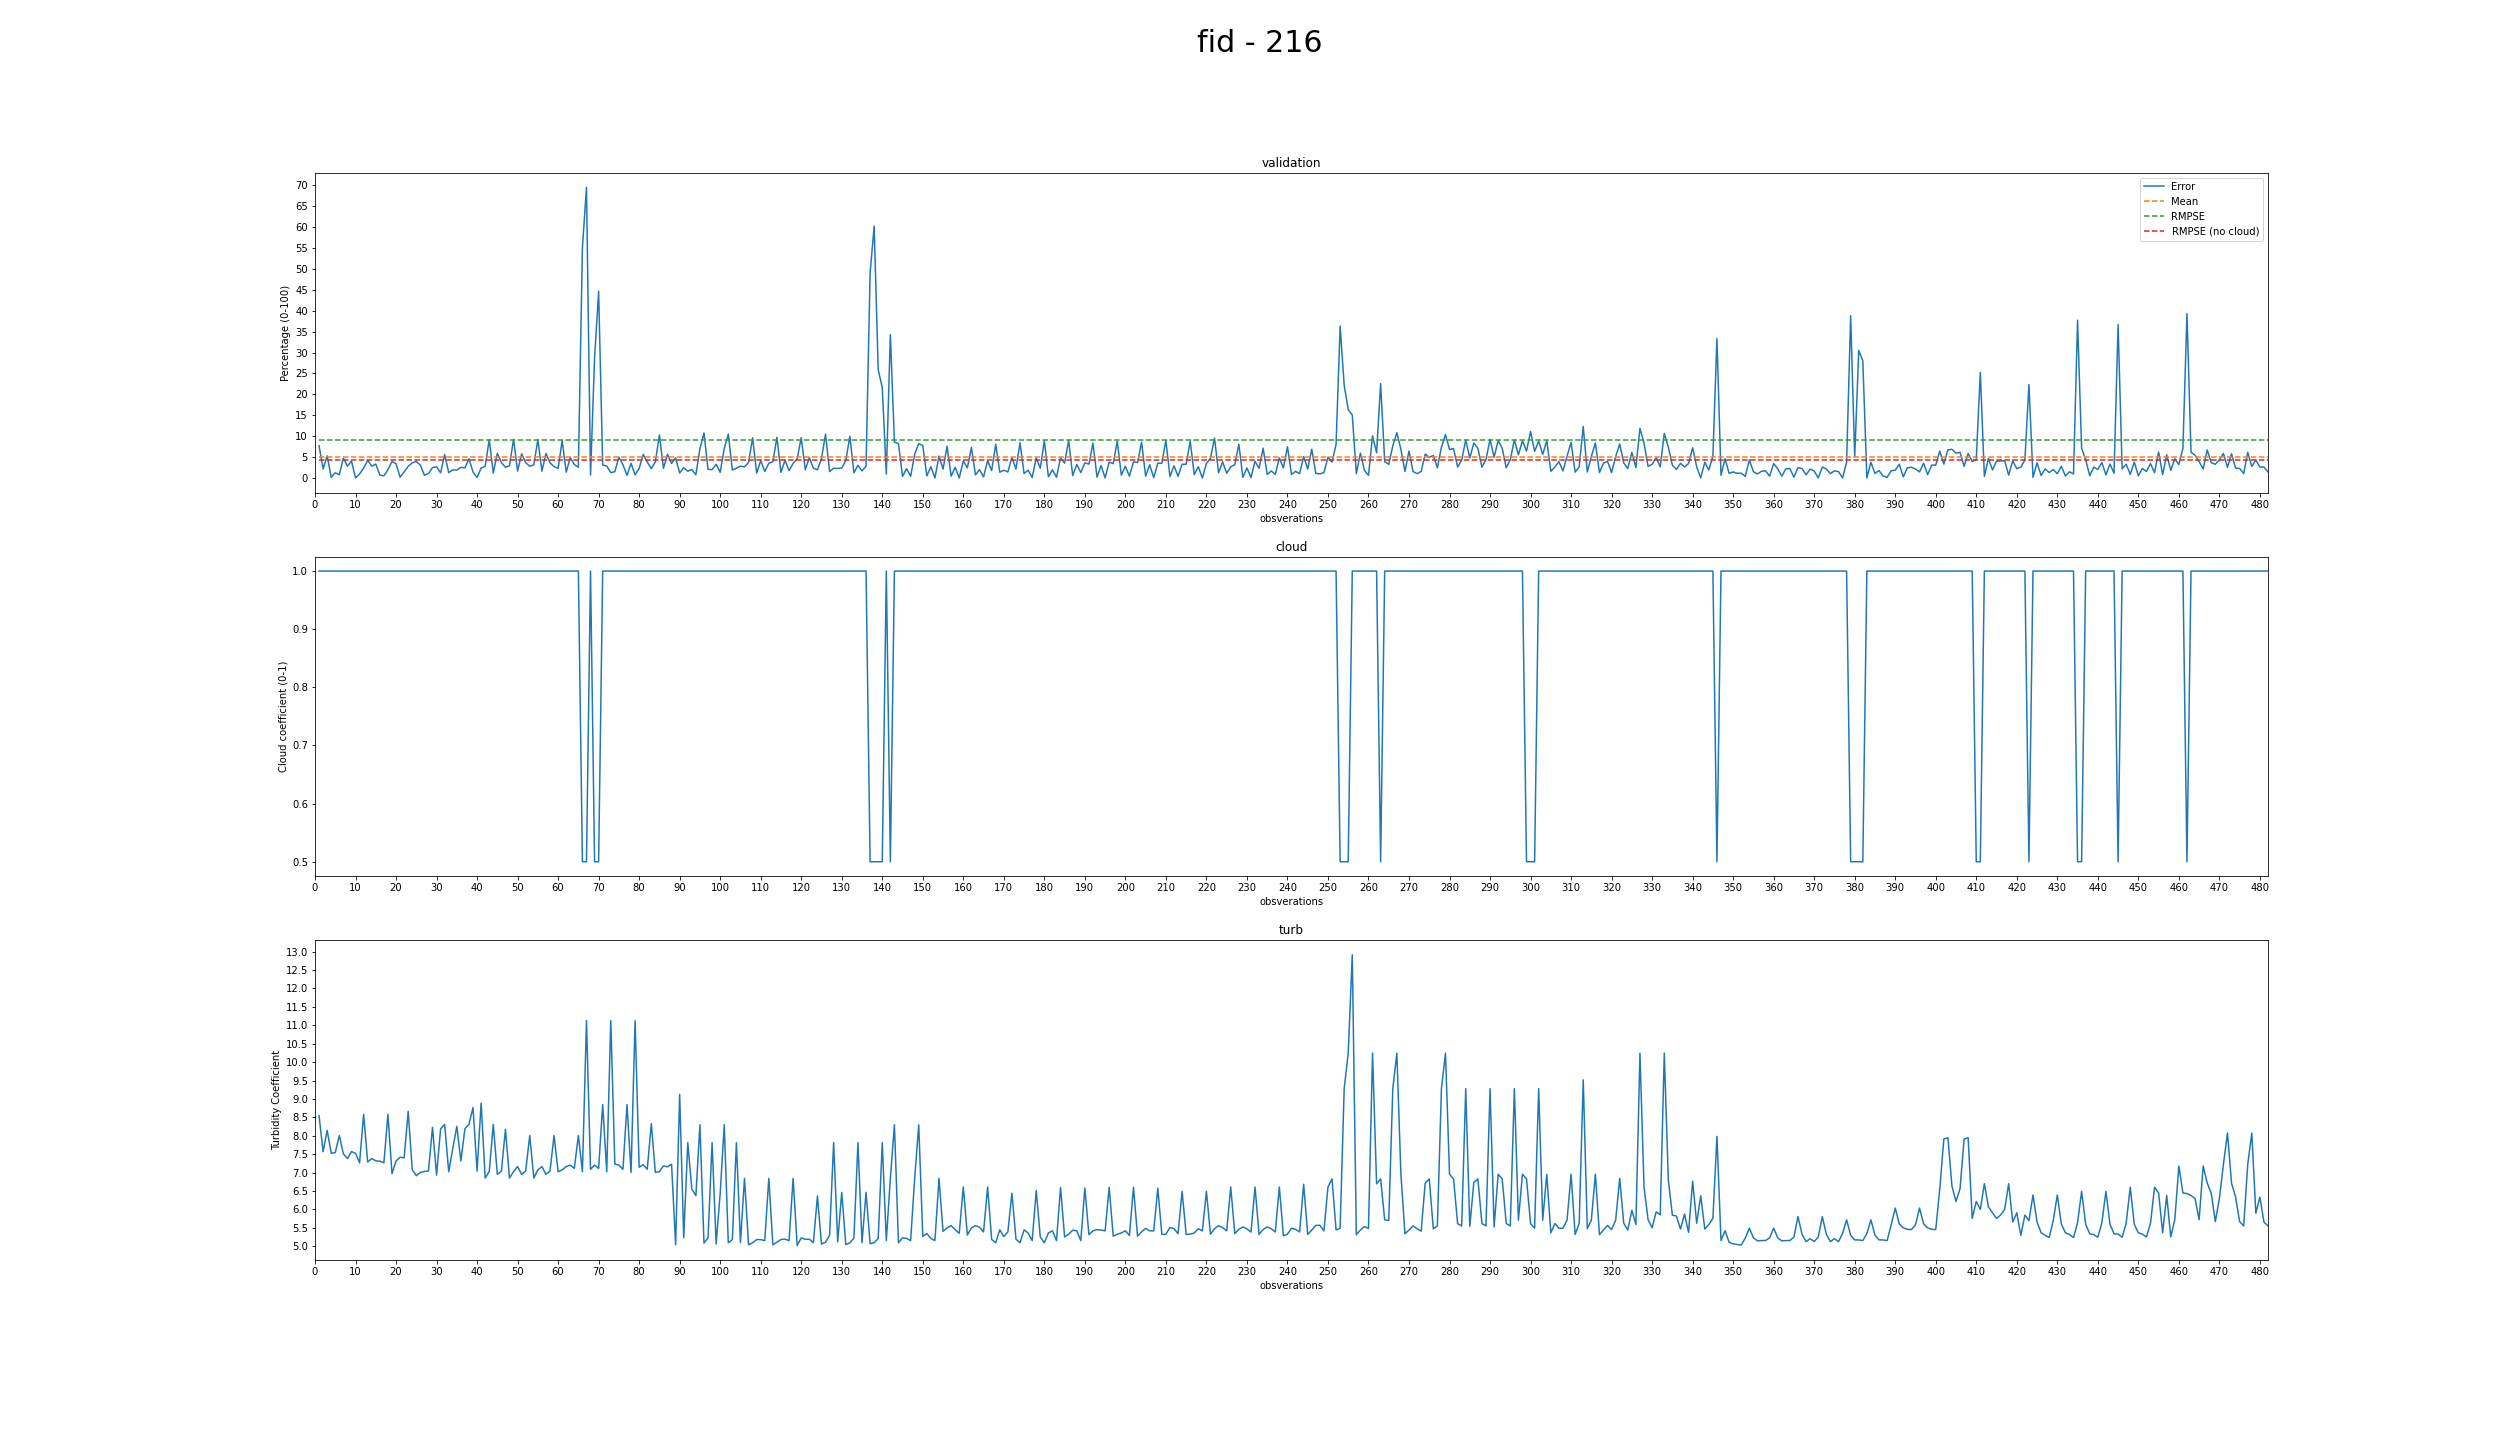 fid - 216
validation
70
65
60
55
50
45
40
35
30
25
20
15
10
5
0
Percentage (0-100)
Error
Mean
RMPSE
RMPSE (no cloud)
0 10 20 30 40 50 60 70 80 90 100 110 120 130 140 150 160 170 180 190 200 210 220 230 240 250 260 270 280 290 300 310 320 330 340 350 360 370 380 390 400 410 420 430 440 450 460 470 480
obsverations
cloud
1.0
0.9
0.8
0.7
0.6
0.5
Cloud coefficient (0-1)
0 10 20 30 40 50 60 70 80 90 100 110 120 130 140 150 160 170 180 190 200 210 220 230 240 250 260 270 280 290 300 310 320 330 340 350 360 370 380 390 400 410 420 430 440 450 460 470 480
obsverations
turb
13.0
12.5
12.0
11.5
11.0
10.5
10.0
9.5
9.0
8.5
8.0
7.5
7.0
6.5
6.0
5.5
5.0
Turbidity Coefficient
0 10 20 30 40 50 60 70 80 90 100 110 120 130 140 150 160 170 180 190 200 210 220 230 240 250 260 270 280 290 300 310 320 330 340 350 360 370 380 390 400 410 420 430 440 450 460 470 480
obsverations